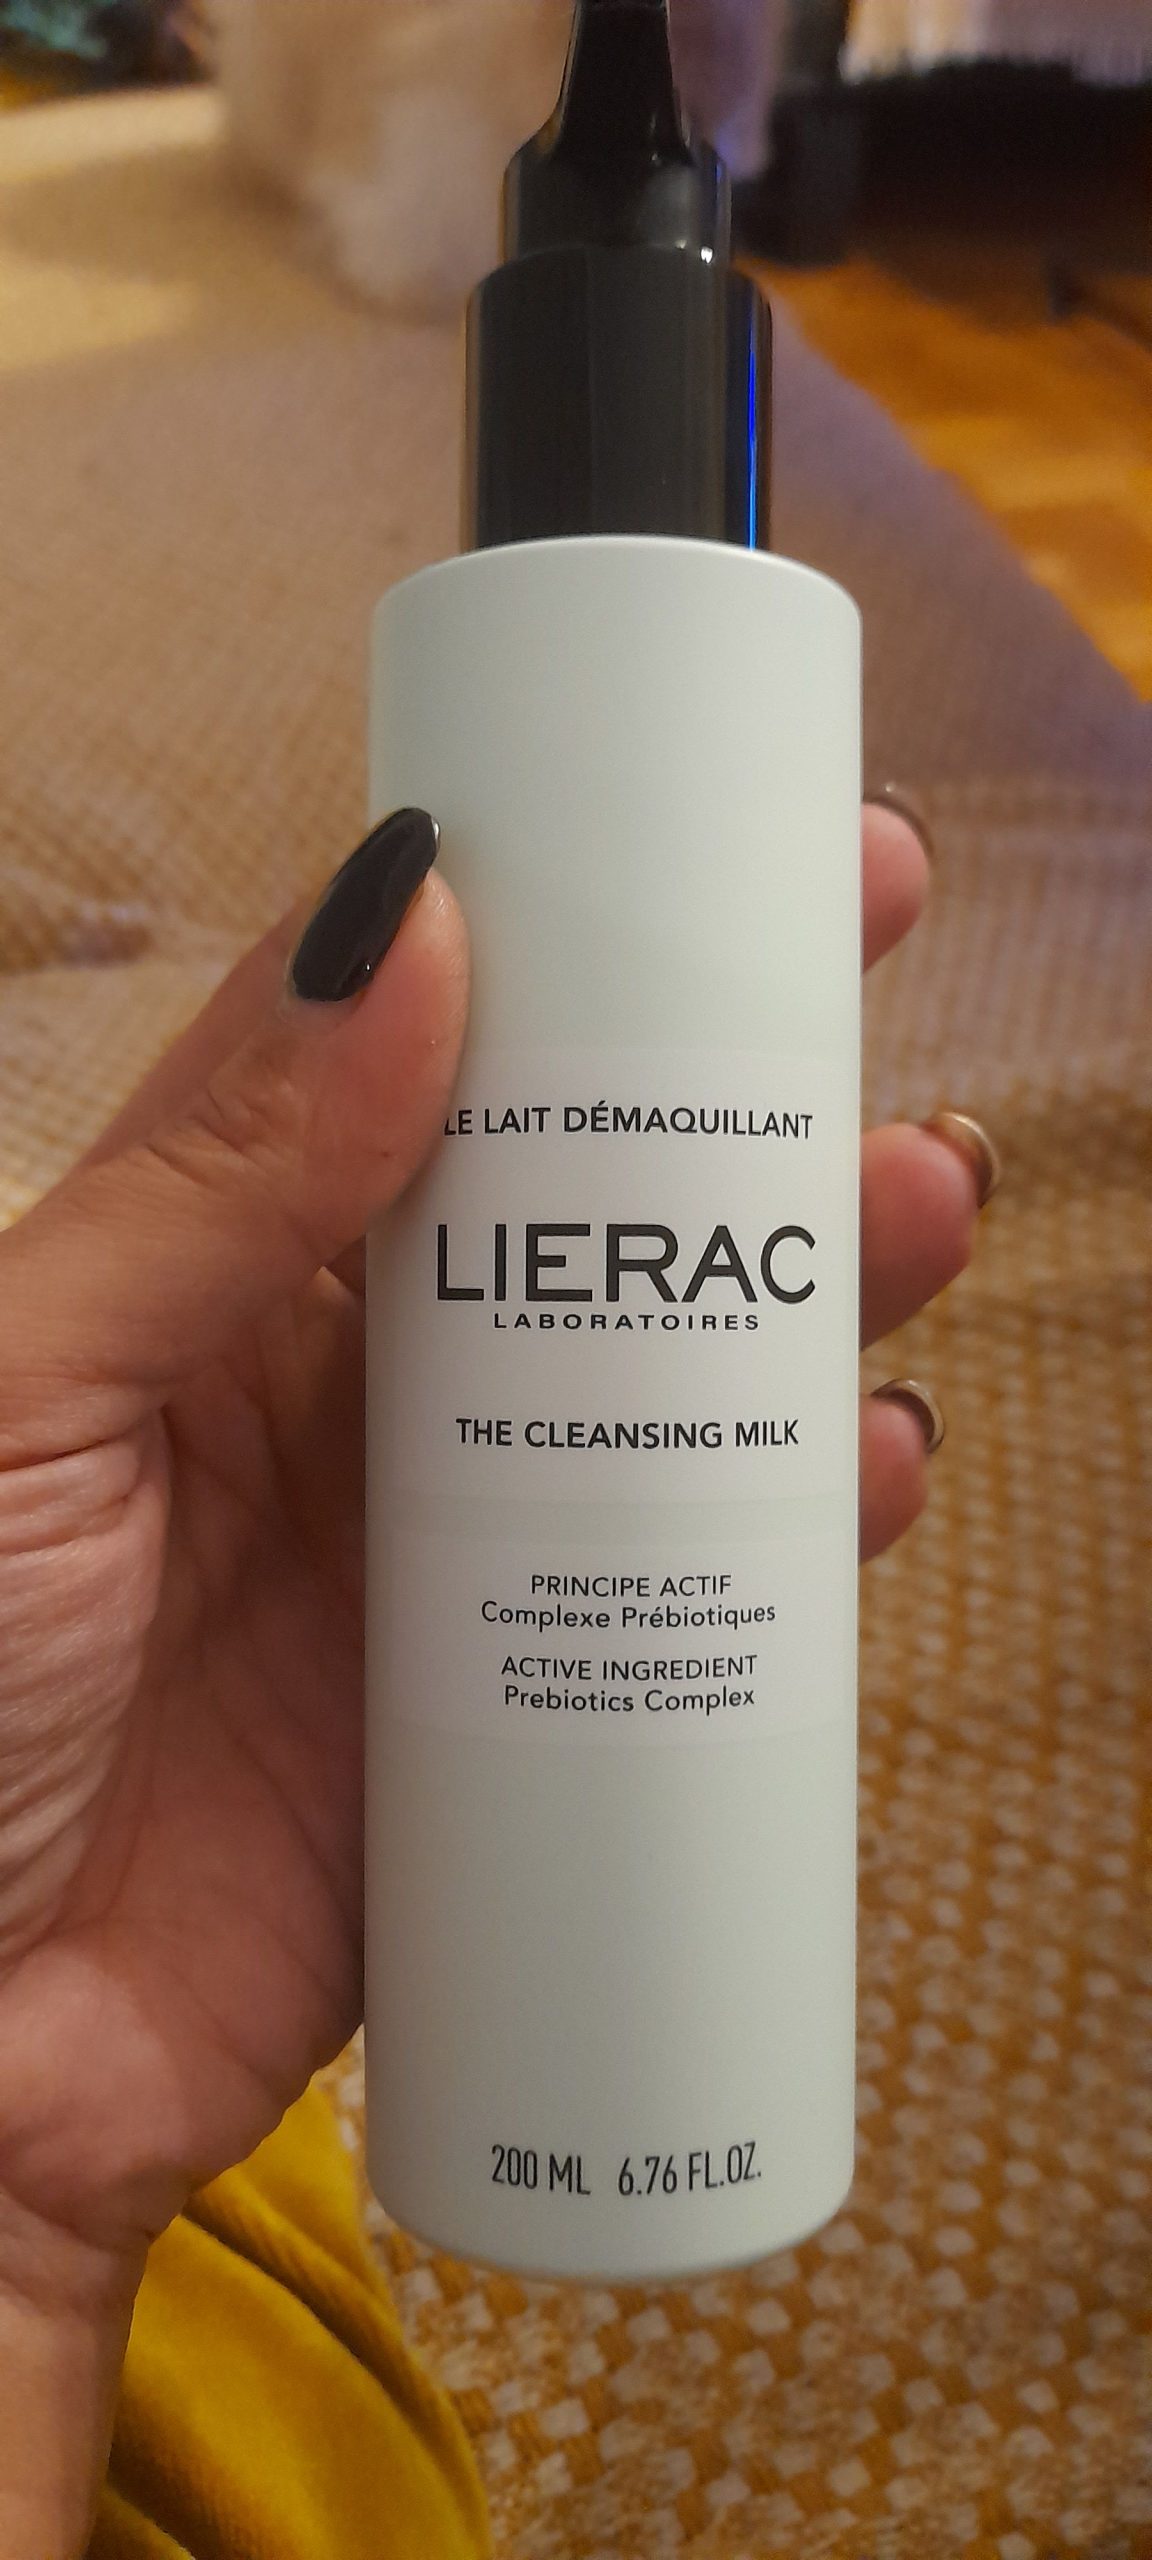 LE LAIT DÉMAQUILLANT
LIERAC
LABORATOIRES
THE CLEANSING MILK
PRINCIPE ACTIF
Complexe Prébiotiques
ACTIVE INGREDIENT
Prebiotics Complex
200 ML 6.76 FL.OZ.